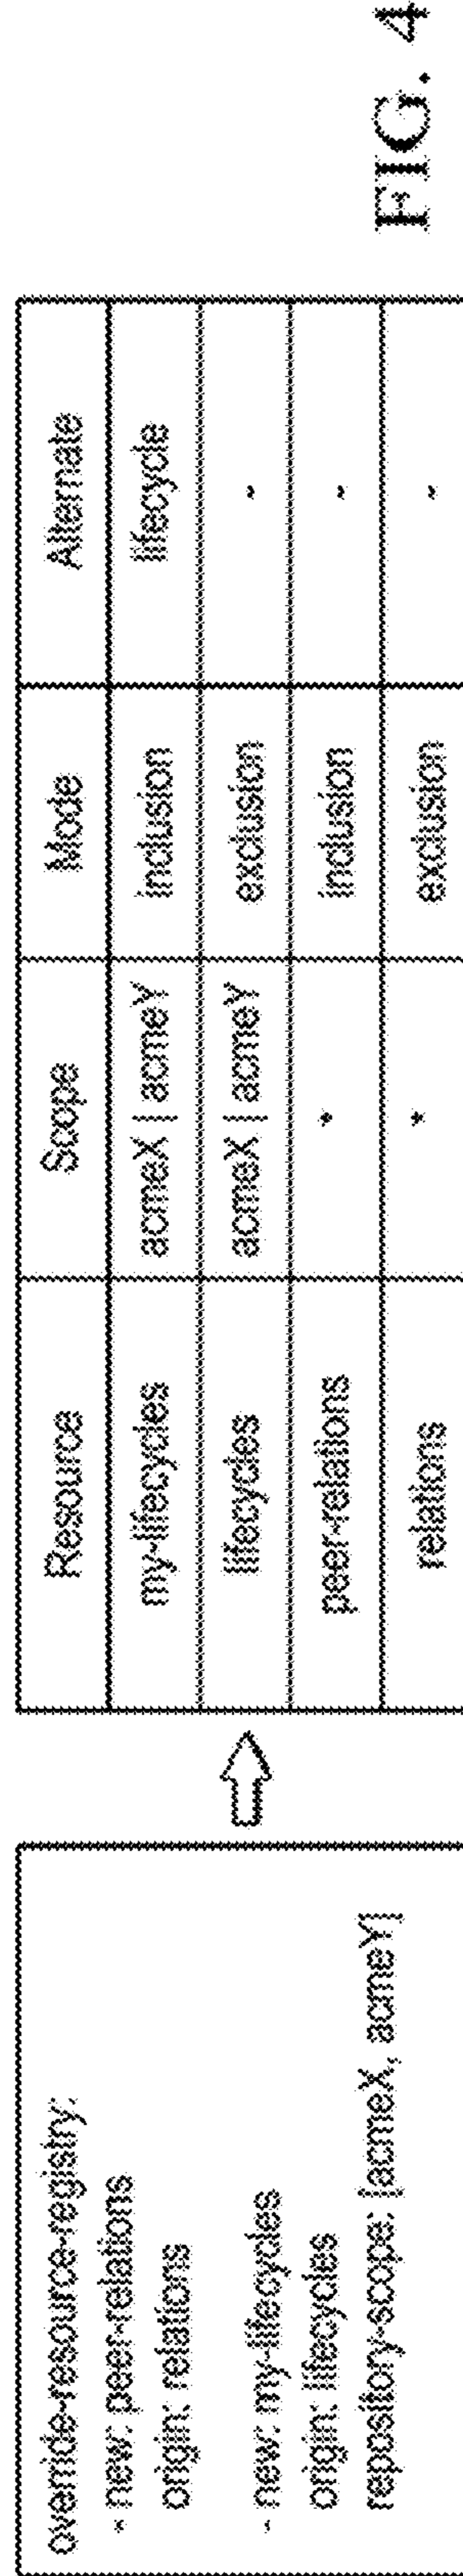 override-resource-registry:
- new: peer-relations
origin: relations
- new: my-lifecycles
origin: lifecycles
repository-scope: [acmeX, acmeY]
Resource Scope Mode Alternate
my-lifecycles acmeX | acmeY inclusion lifecycle
lifecycles acmeX | acmeY exclusion -
peer-relations * inclusion -
relations * exclusion -
FIG. 4